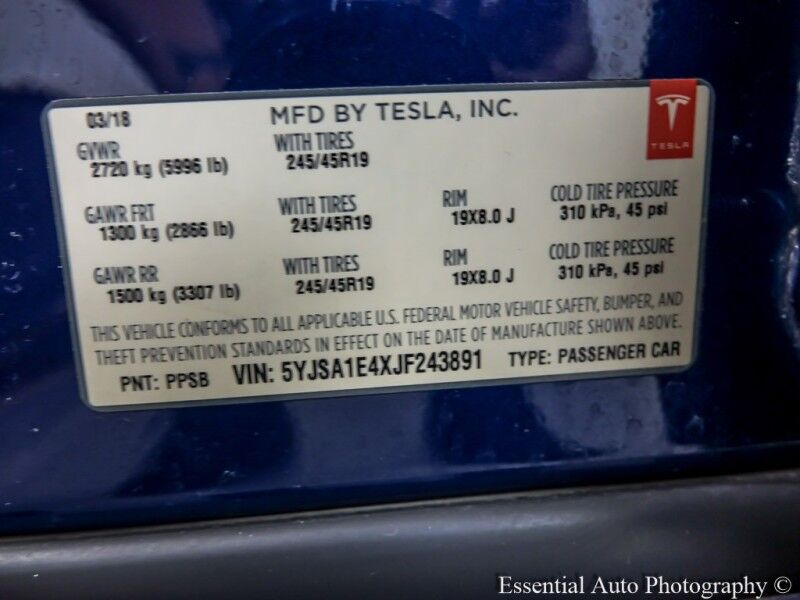 03/18 MFD BY TESLA, INC.
TESLA
GVWR WITH TIRES
2720 kg (5996 lb) 245/45R19
GAWR FRT WITH TIRES RIM COLD TIRE PRESSURE
1300 kg (2866 lb) 245/45R19 19X8.0 J 310 kPa, 45 psi
GAWR RR WITH TIRES RIM COLD TIRE PRESSURE
1500 kg (3307 lb) 245/45R19 19X8.0 J 310 kPa, 45 psi
THIS VEHICLE CONFORMS TO ALL APPLICABLE U.S. FEDERAL MOTOR VEHICLE SAFETY, BUMPER, AND
THEFT PREVENTION STANDARDS IN EFFECT ON THE DATE OF MANUFACTURE SHOWN ABOVE.
PNT: PPSB VIN: 5YJSA1E4XJF243891 TYPE: PASSENGER CAR
Essential Auto Photography ©